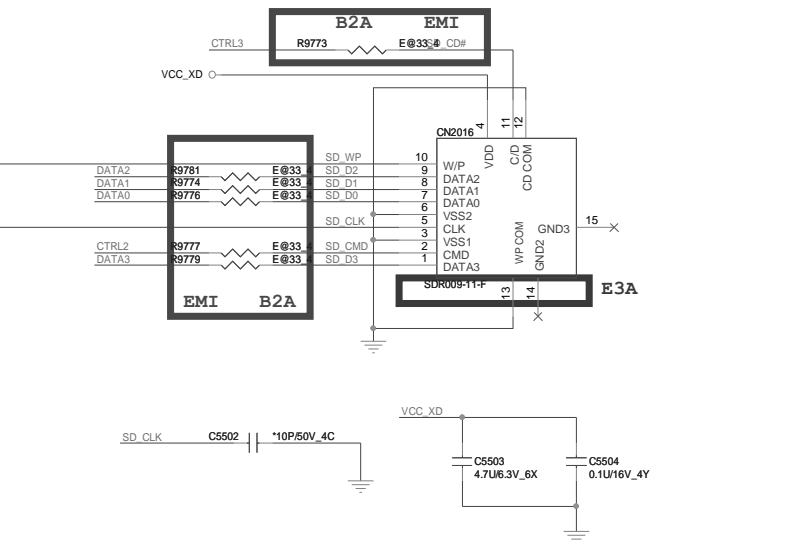 B2A EMI
CTRL3 R9773 E@33_4 SD_CD#
VCC_XD
4 11 12
CN2016
VDD C/D CD COM
SD_WP 10 W/P
DATA2 R9781 E@33_4 SD_D2 9 DATA2
DATA1 R9774 E@33_4 SD_D1 8 DATA1
DATA0 R9776 E@33_4 SD_D0 7 DATA0
6 VSS2
SD_CLK 5 CLK
GND3 15
3 VSS1
CTRL2 R9777 E@33_4 SD_CMD 2 CMD
DATA3 R9779 E@33_4 SD_D3 1 DATA3
WP COM GND2
SDR009-11-F
13 14
E3A
EMI B2A
VCC_XD
SD_CLK C5502 *10P/50V_4C
C5503 C5504
4.7U/6.3V_6X 0.1U/16V_4Y